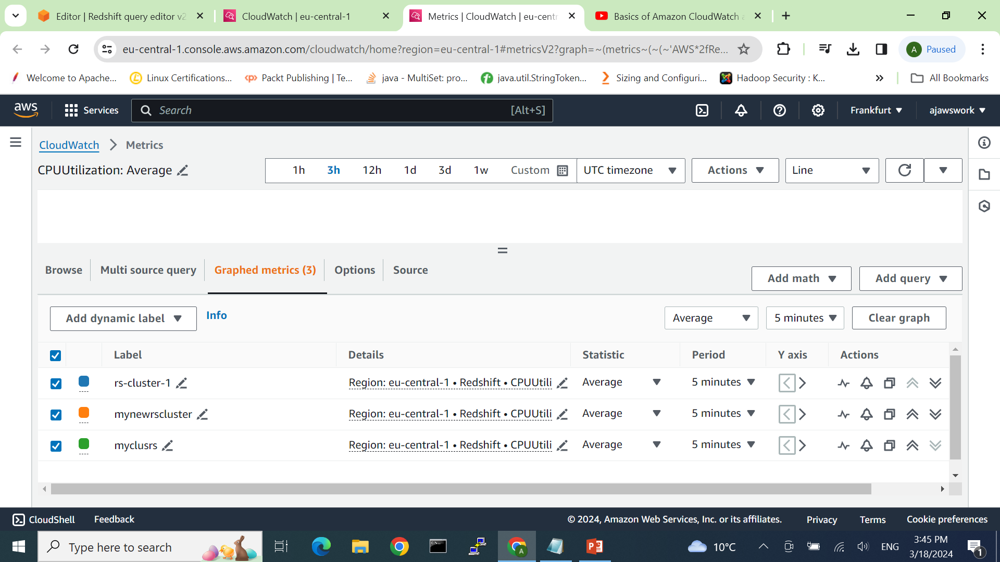 Editor | Redshift query editor v2
CloudWatch | eu-central-1
Metrics | CloudWatch | eu-centr
Basics of Amazon CloudWatch a
eu-central-1.console.aws.amazon.com/cloudwatch/home?region=eu-central-1#metricsV2?graph=~(metrics~(~(~'AWS*2fRe...
A Paused
Welcome to Apache...
Linux Certifications...
cp Packt Publishing | Te...
java - MultiSet: pro...
java.util.StringToken...
Sizing and Configuri...
Hadoop Security : K...
All Bookmarks
aws
Services
Search
[Alt+S]
Frankfurt
ajawswork
CloudWatch > Metrics
CPUUtilization: Average
1h 3h 12h 1d 3d 1w Custom
UTC timezone
Actions
Line
Browse
Multi source query
Graphed metrics (3)
Options
Source
Add math
Add query
Add dynamic label
Info
Average
5 minutes
Clear graph
Label Details Statistic Period Y axis Actions
rs-cluster-1 Region: eu-central-1 • Redshift • CPUUtili Average 5 minutes
mynewrscluster Region: eu-central-1 • Redshift • CPUUtili Average 5 minutes
myclusrs Region: eu-central-1 • Redshift • CPUUtili Average 5 minutes
CloudShell
Feedback
© 2024, Amazon Web Services, Inc. or its affiliates.
Privacy
Terms
Cookie preferences
Type here to search
10°C
ENG
3:45 PM
3/18/2024
1